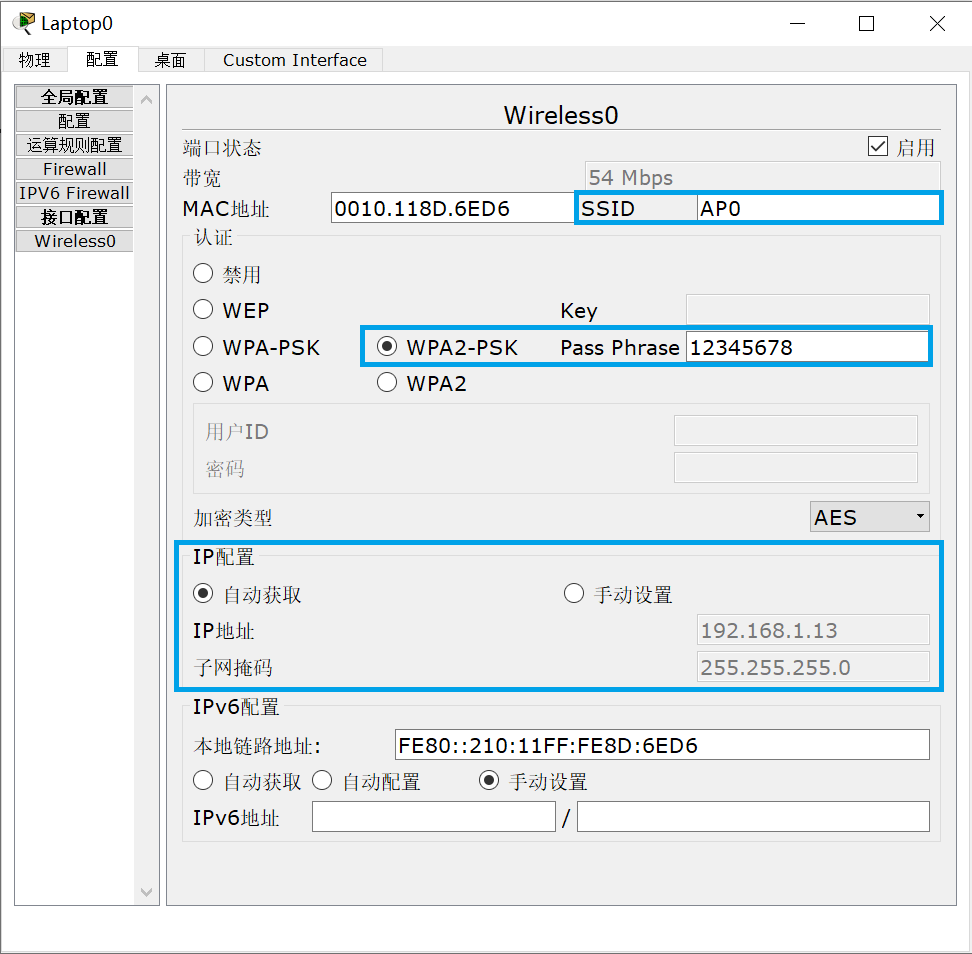 Laptop0
物理 配置 桌面 Custom Interface
全局配置
配置
运算规则配置
Firewall
IPV6 Firewall
接口配置
Wireless0
Wireless0
端口状态 启用
带宽 54 Mbps
MAC地址 0010.118D.6ED6 SSID AP0
认证
禁用
WEP Key
WPA-PSK WPA2-PSK Pass Phrase 12345678
WPA WPA2
用户ID
密码
加密类型 AES
IP配置
自动获取 手动设置
IP地址 192.168.1.13
子网掩码 255.255.255.0
IPv6配置
本地链路地址: FE80::210:11FF:FE8D:6ED6
自动获取 自动配置 手动设置
IPv6地址 /